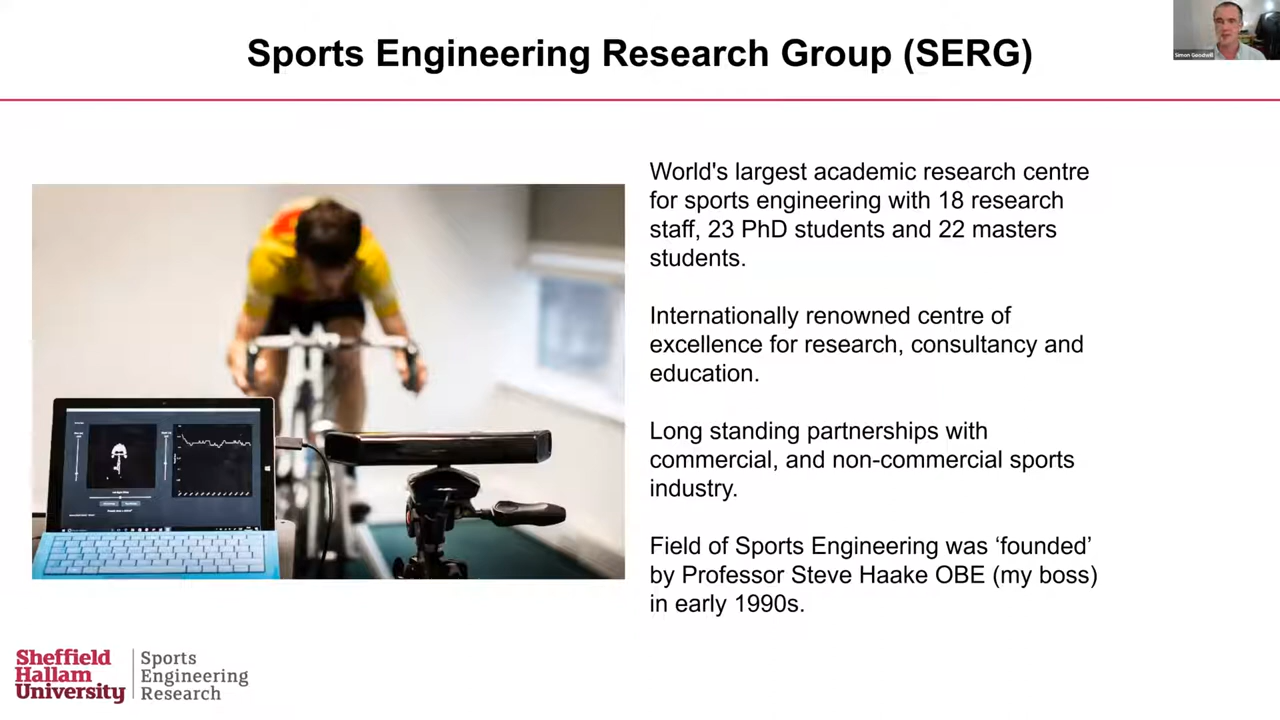 Sports Engineering Research Group (SERG)
Simon Goodwill
World's largest academic research centre
for sports engineering with 18 research
staff, 23 PhD students and 22 masters
students.
Internationally renowned centre of
excellence for research, consultancy and
education.
Long standing partnerships with
commercial, and non-commercial sports
industry.
Field of Sports Engineering was ‘founded’
by Professor Steve Haake OBE (my boss)
in early 1990s.
Sheffield
Hallam
University
Sports
Engineering
Research